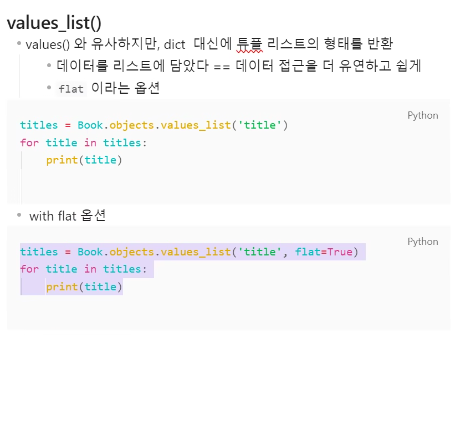 values_list()
values() 와 유사하지만, dict 대신에 튜플 리스트의 형태를 반환
데이터를 리스트에 담았다 == 데이터 접근을 더 유연하고 쉽게
flat 이라는 옵션
Python
titles = Book.objects.values_list('title')
for title in titles:
    print(title)
with flat 옵션
Python
titles = Book.objects.values_list('title', flat=True)
for title in titles:
    print(title)